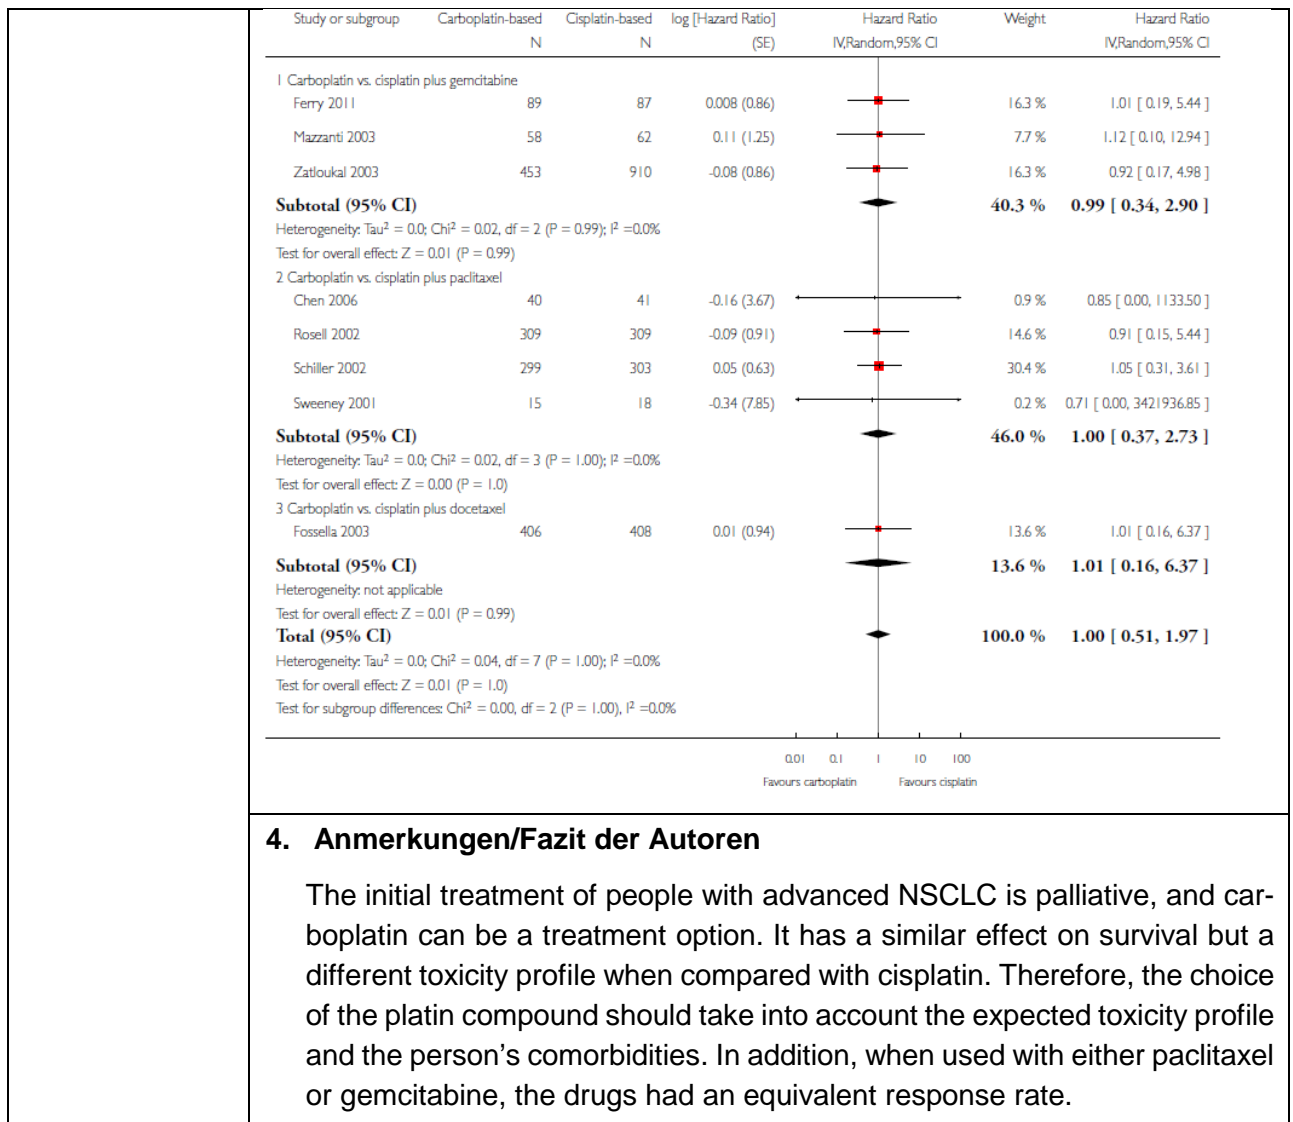 Study or subgroup Carboplatin-based Cisplatin-based log [Hazard Ratio] Hazard Ratio Weight Hazard Ratio
N N (SE) IV,Random,95% CI IV,Random,95% CI
1 Carboplatin vs. cisplatin plus gemcitabine
Ferry 2011 89 87 0.008 (0.86) 16.3 % 1.01 [ 0.19, 5.44 ]
Mazzanti 2003 58 62 0.11 (1.25) 7.7 % 1.12 [ 0.10, 12.94 ]
Zatloukal 2003 453 910 -0.08 (0.86) 16.3 % 0.92 [ 0.17, 4.98 ]
Subtotal (95% CI) 40.3 % 0.99 [ 0.34, 2.90 ]
Heterogeneity: Tau² = 0.0; Chi² = 0.02, df = 2 (P = 0.99); I² =0.0%
Test for overall effect: Z = 0.01 (P = 0.99)
2 Carboplatin vs. cisplatin plus paclitaxel
Chen 2006 40 41 -0.16 (3.67) 0.9 % 0.85 [ 0.00, 1133.50 ]
Rosell 2002 309 309 -0.09 (0.91) 14.6 % 0.91 [ 0.15, 5.44 ]
Schiller 2002 299 303 0.05 (0.63) 30.4 % 1.05 [ 0.31, 3.61 ]
Sweeney 2001 15 18 -0.34 (7.85) 0.2 % 0.71 [ 0.00, 3421936.85 ]
Subtotal (95% CI) 46.0 % 1.00 [ 0.37, 2.73 ]
Heterogeneity: Tau² = 0.0; Chi² = 0.02, df = 3 (P = 1.00); I² =0.0%
Test for overall effect: Z = 0.00 (P = 1.0)
3 Carboplatin vs. cisplatin plus docetaxel
Fossella 2003 406 408 0.01 (0.94) 13.6 % 1.01 [ 0.16, 6.37 ]
Subtotal (95% CI) 13.6 % 1.01 [ 0.16, 6.37 ]
Heterogeneity: not applicable
Test for overall effect: Z = 0.01 (P = 0.99)
Total (95% CI) 100.0 % 1.00 [ 0.51, 1.97 ]
Heterogeneity: Tau² = 0.0; Chi² = 0.04, df = 7 (P = 1.00); I² =0.0%
Test for overall effect: Z = 0.01 (P = 1.0)
Test for subgroup differences: Chi² = 0.00, df = 2 (P = 1.00), I² =0.0%
0.01 0.1 1 10 100
Favours carboplatin Favours cisplatin
4. Anmerkungen/Fazit der Autoren
The initial treatment of people with advanced NSCLC is palliative, and car-
boplatin can be a treatment option. It has a similar effect on survival but a
different toxicity profile when compared with cisplatin. Therefore, the choice
of the platin compound should take into account the expected toxicity profile
and the person's comorbidities. In addition, when used with either paclitaxel
or gemcitabine, the drugs had an equivalent response rate.